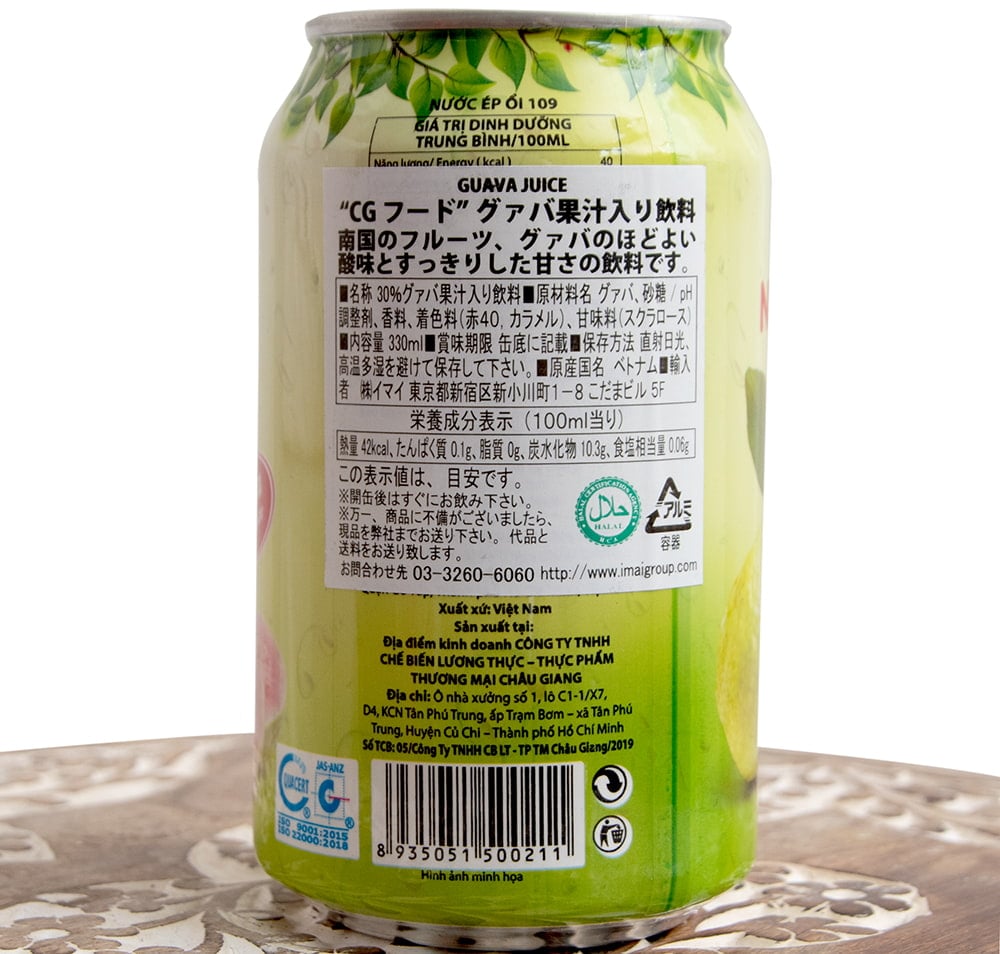 NƯỚC ÉP ỔI 109
GIÁ TRỊ DINH DƯỠNG
TRUNG BÌNH/100ML
Năng lượng/ Energy ( kcal ) 40
GUAVA JUICE
“CG フード” グァバ果汁入り飲料
南国のフルーツ、グァバのほどよい
酸味とすっきりした甘さの飲料です。
■名称 30%グァバ果汁入り飲料■原材料名 グァバ、砂糖 / pH
調整剤、香料、着色料(赤40, カラメル)、甘味料(スクラロース)
■内容量 330ml■賞味期限 缶底に記載■保存方法 直射日光、
高温多湿を避けて保存して下さい。■原産国名 ベトナム■輸入
者 ㈱イマイ 東京都新宿区新小川町1−8 こだまビル 5F
栄養成分表示（100ml当り）
熱量 42kcal、たんぱく質 0.1g、脂質 0g、炭水化物 10.3g、食塩相当量 0.06g
この表示値は、目安です。
※開缶後はすぐにお飲み下さい。
※万一、商品に不備がございましたら、
現品を弊社までお送り下さい。 代品と
送料をお送り致します。
HALAL CERTIFICATION AGENCY
حلال
HALAL
HCA
アルミ
容器
お問合わせ先 03-3260-6060 http://www.imaigroup.com
Xuất xứ: Việt Nam
Sản xuất tại:
Địa điểm kinh doanh CÔNG TY TNHH
CHẾ BIẾN LƯƠNG THỰC – THỰC PHẨM
THƯƠNG MẠI CHÂU GIANG
Địa chỉ: Ô nhà xưởng số 1, lô C1-1/X7,
D4, KCN Tân Phú Trung, ấp Trạm Bơm – xã Tân Phú
Trung, Huyện Củ Chi – Thành phố Hồ Chí Minh
Số TCB: 05/Công Ty TNHH CB LT - TP TM Châu Giang/2019
QUACERT
JAS-ANZ
ISO 9001:2015
ISO 22000:2018
8 935051 500211
Hình ảnh minh họa